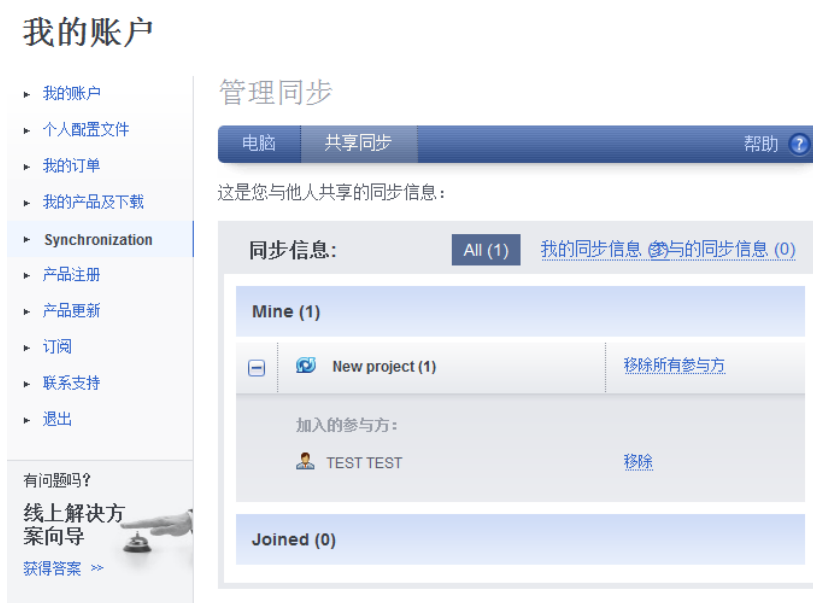 我的账户
我的账户
个人配置文件
我的订单
我的产品及下载
Synchronization
产品注册
产品更新
订阅
联系支持
退出
有问题吗?
线上解决方
案向导
获得答案 >>
管理同步
电脑 共享同步 帮助 ?
这是您与他人共享的同步信息:
同步信息: All (1) 我的同步信息 参与的同步信息 (0)
Mine (1)
New project (1) 移除所有参与方
加入的参与方:
TEST TEST 移除
Joined (0)